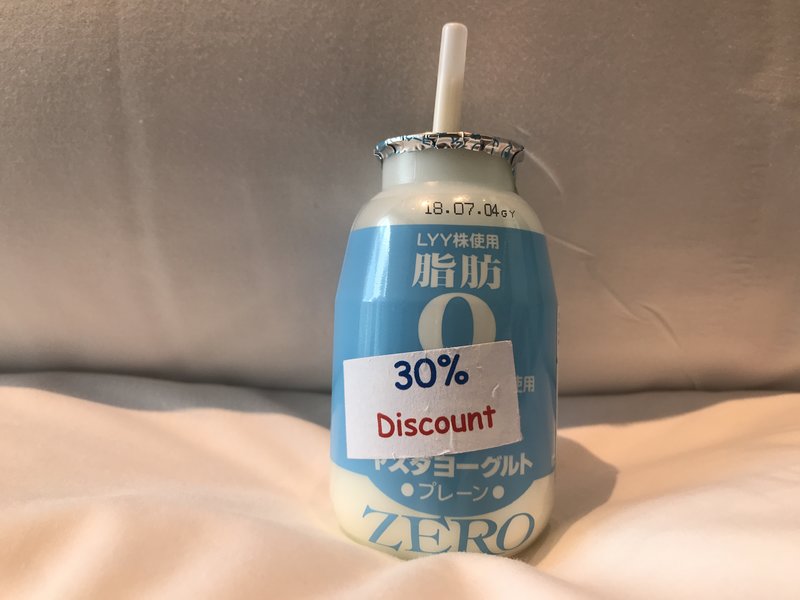 18.07.04GY
LYY株使用
脂肪
0
30%
使用
Discount
ヤスダヨーグルト
●プレーン●
ZERO